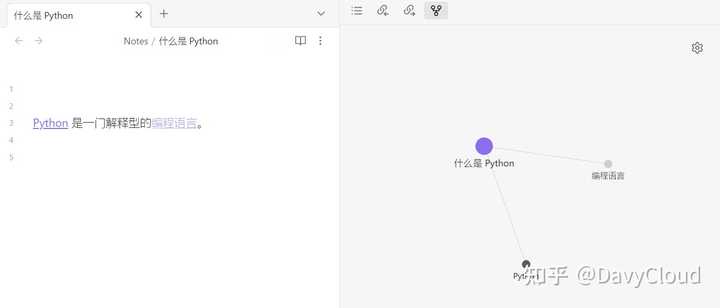 什么是 Python
Notes / 什么是 Python
1
2
3 Python 是一门解释型的编程语言。
4
5
什么是 Python
编程语言
Python
知乎 @DavyCloud